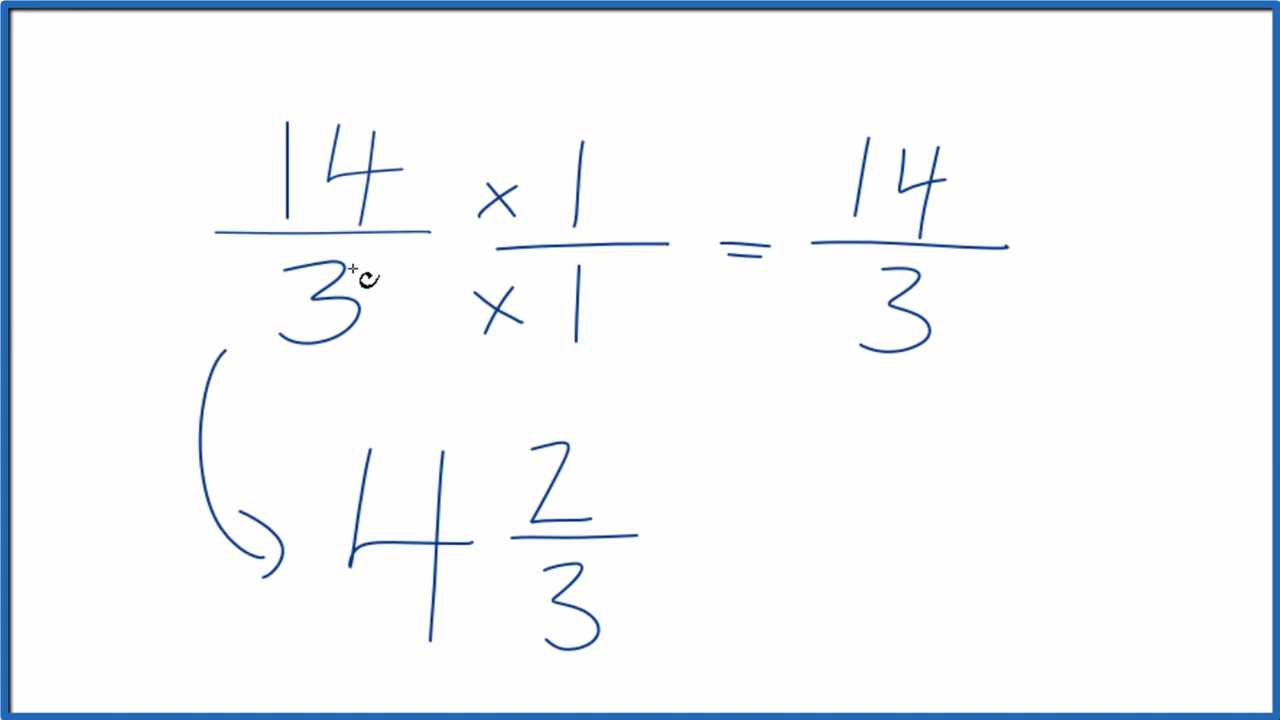 14/3 × 1/× 1 = 14/3
4 2/3